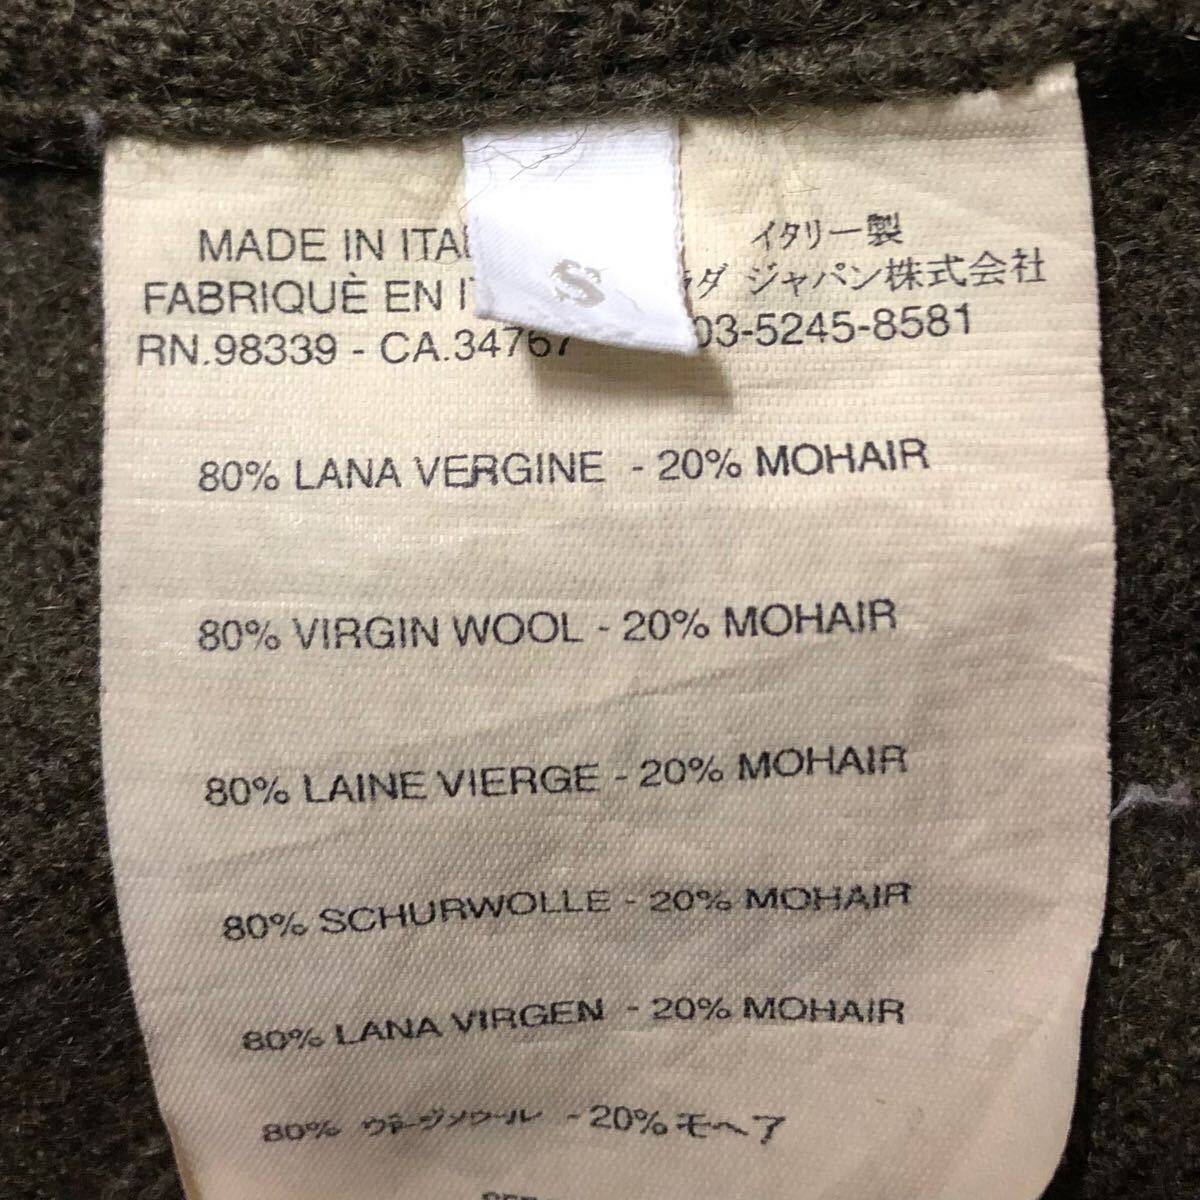 MADE IN ITA
FABRIQUÈ EN IT
RN.98339 - CA.34767
S
イタリー製
ラダ ジャパン株式会社
03-5245-8581
80% LANA VERGINE - 20% MOHAIR
80% VIRGIN WOOL - 20% MOHAIR
80% LAINE VIERGE - 20% MOHAIR
80% SCHURWOLLE - 20% MOHAIR
80% LANA VIRGEN - 20% MOHAIR
80% ヴァージンウール - 20% モヘア